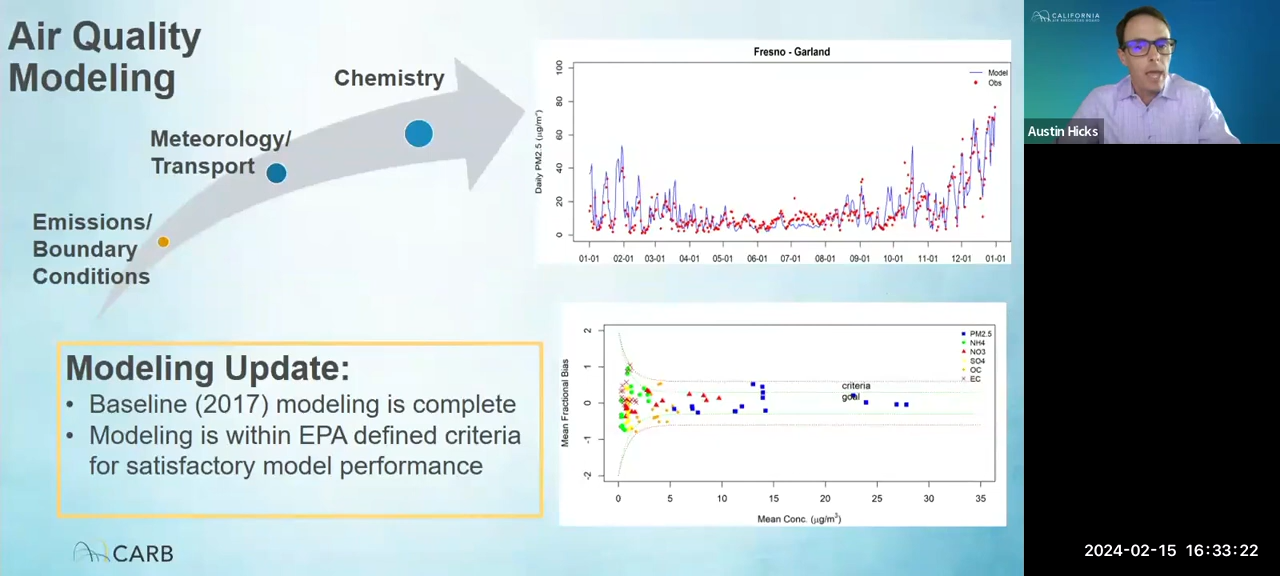 Air Quality
Modeling
Chemistry
Meteorology/
Transport
Emissions/
Boundary
Conditions
Modeling Update:
• Baseline (2017) modeling is complete
• Modeling is within EPA defined criteria
for satisfactory model performance
CARB
Fresno - Garland
Daily PM2.5 (μg/m³)
100
80
60
40
20
0
Model
Obs
01-01 02-01 03-01 04-01 05-01 06-01 07-01 08-01 09-01 10-01 11-01 12-01 01-01
Mean Fractional Bias
2
1
0
-1
-2
PM2.5
NH4
NO3
SO4
OC
EC
criteria
goal
0 5 10 15 20 25 30 35
Mean Conc. (μg/m³)
CALIFORNIA
Austin Hicks
2024-02-15 16:33:22